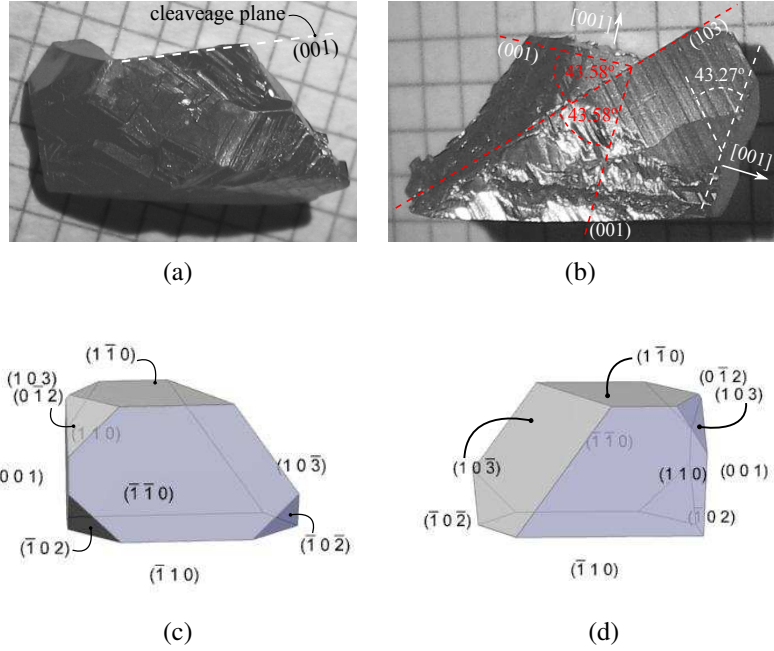 cleaveage plane
(001)
[001]
(001)
(103)
43.58°
43.27°
43.58°
[001]
(001)
(a)
(b)
(1 1̅ 0)
(1 0 3)
(0 1̅ 2)
(1 1 0)
(0 0 1)
(1̅ 1̅ 0)
(1 0 3̅)
(1̅ 0 2)
(1̅ 0 2̅)
(1̅ 1 0)
(1 1̅ 0)
(0 1̅ 2)
(1 0 3)
(1̅ 1̅ 0)
(1 0 3̅)
(1 1 0)
(0 0 1)
(1̅ 0 2̅)
(1̅ 0 2)
(1̅ 1 0)
(c)
(d)